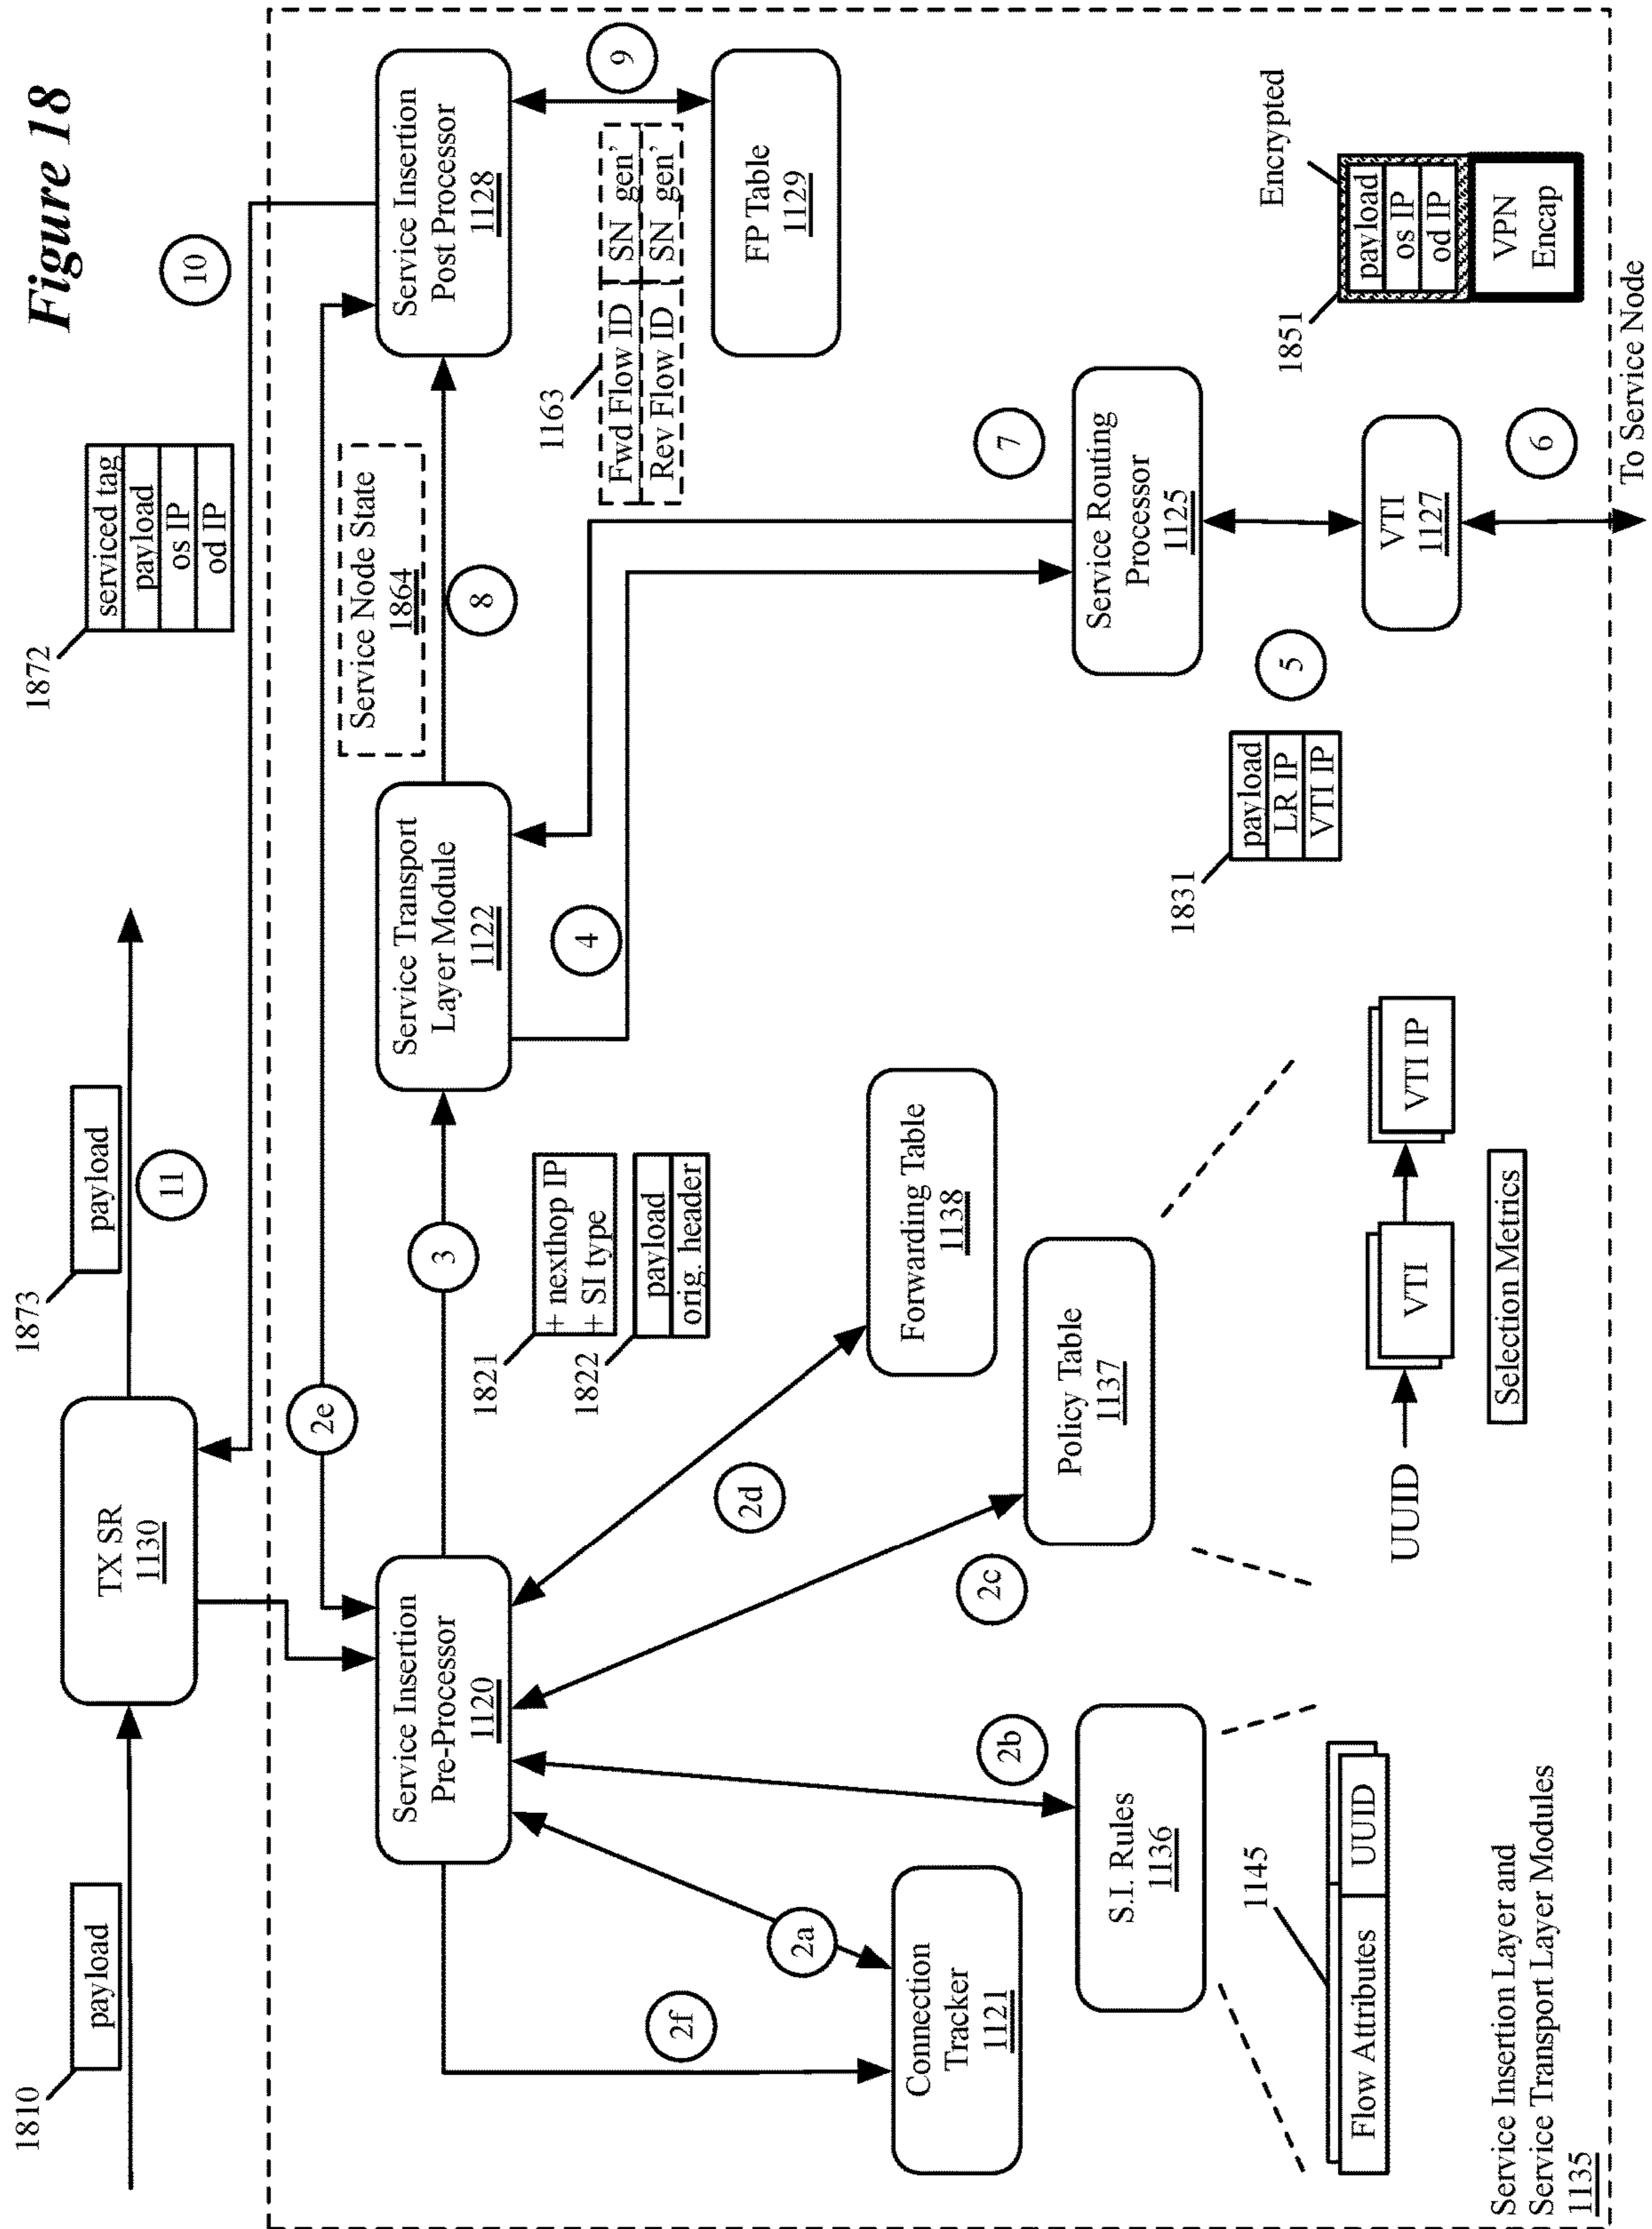 Figure 18
1810
payload
TX SR
1130
1873
payload
11
1872
serviced tag
payload
os IP
od IP
10
2e
Service Insertion
Pre-Processor
1120
3
1821
+ nexthop IP
+ SI type
1822
payload
orig. header
Service Transport
Layer Module
1122
4
Service Node State
1864
8
Service Insertion
Post Processor
1128
9
1163
Fwd Flow ID
SN gen'
Rev Flow ID
SN gen'
FP Table
1129
2f
2a
Connection
Tracker
1121
2b
S.I. Rules
1136
2c
Policy Table
1137
2d
Forwarding Table
1138
7
Service Routing
Processor
1125
5
1831
payload
LR IP
VTI IP
VTI
1127
6
To Service Node
1851
Encrypted
payload
os IP
od IP
VPN
Encap
1145
Flow Attributes
UUID
UUID
VTI
VTI IP
Selection Metrics
Service Insertion Layer and
Service Transport Layer Modules
1135